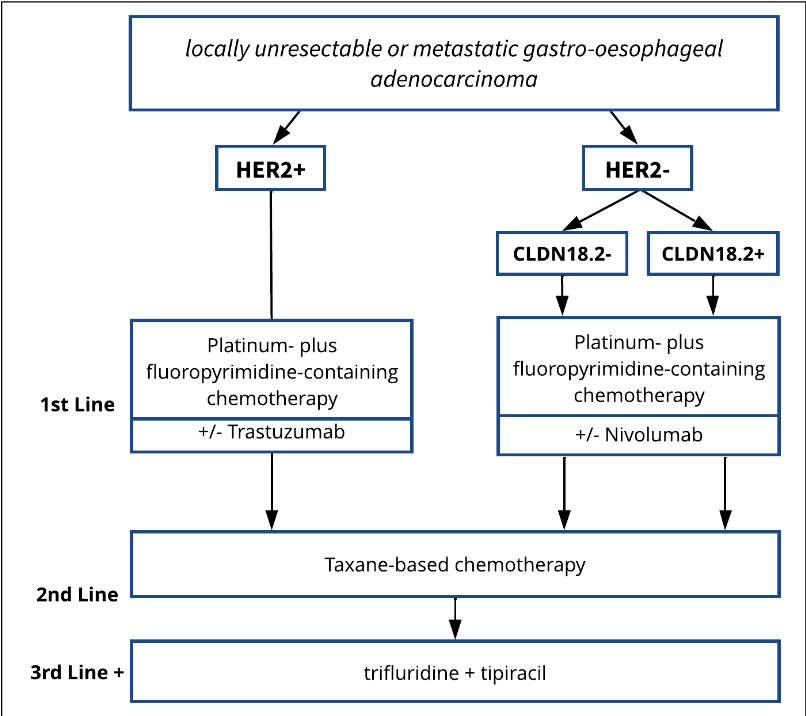 locally unresectable or metastatic gastro-oesophageal
adenocarcinoma
HER2+
HER2-
CLDN18.2-
CLDN18.2+
1st Line
Platinum- plus
fluoropyrimidine-containing
chemotherapy
+/- Trastuzumab
Platinum- plus
fluoropyrimidine-containing
chemotherapy
+/- Nivolumab
2nd Line
Taxane-based chemotherapy
3rd Line +
trifluridine + tipiracil